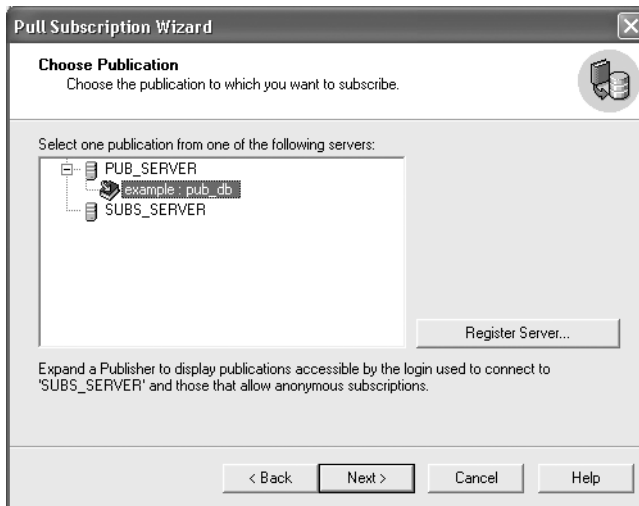 Pull Subscription Wizard
Choose Publication
Choose the publication to which you want to subscribe.
Select one publication from one of the following servers:
PUB_SERVER
example : pub_db
SUBS_SERVER
Register Server...
Expand a Publisher to display publications accessible by the login used to connect to
'SUBS_SERVER' and those that allow anonymous subscriptions.
< Back
Next >
Cancel
Help